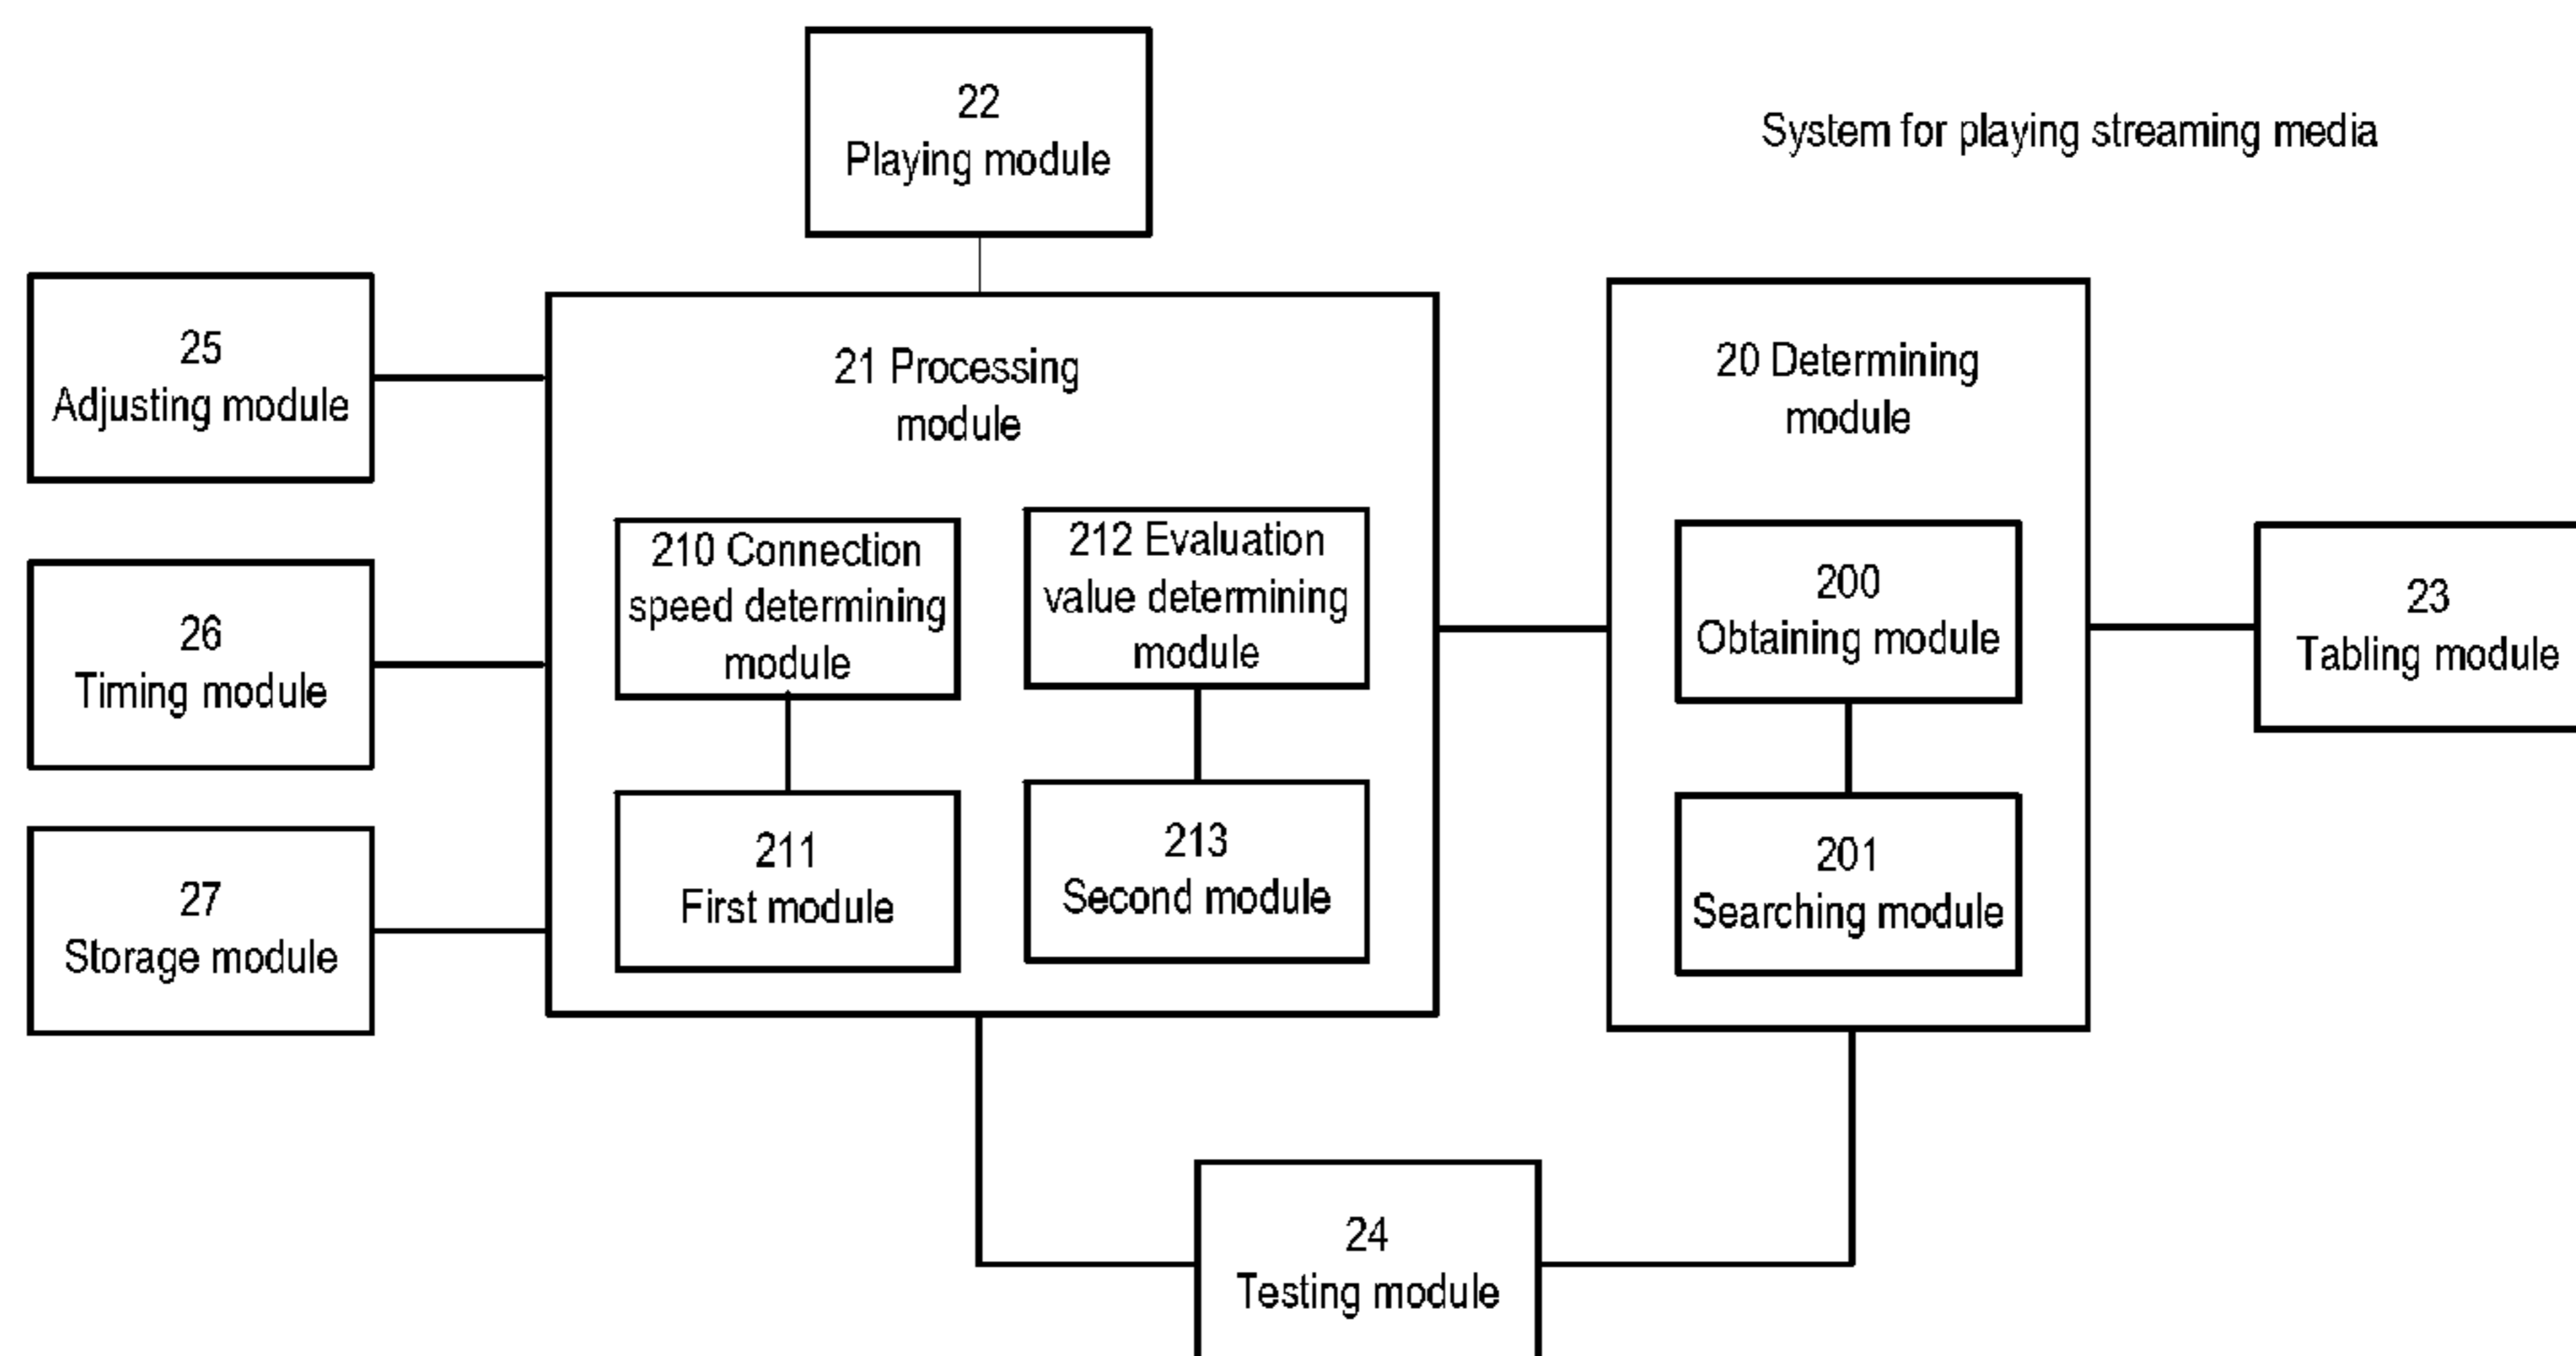 22
Playing module
System for playing streaming media
25
Adjusting module
21 Processing
module
20 Determining
module
210 Connection
speed determining
module
212 Evaluation
value determining
module
200
Obtaining module
23
Tabling module
26
Timing module
211
First module
213
Second module
201
Searching module
27
Storage module
24
Testing module